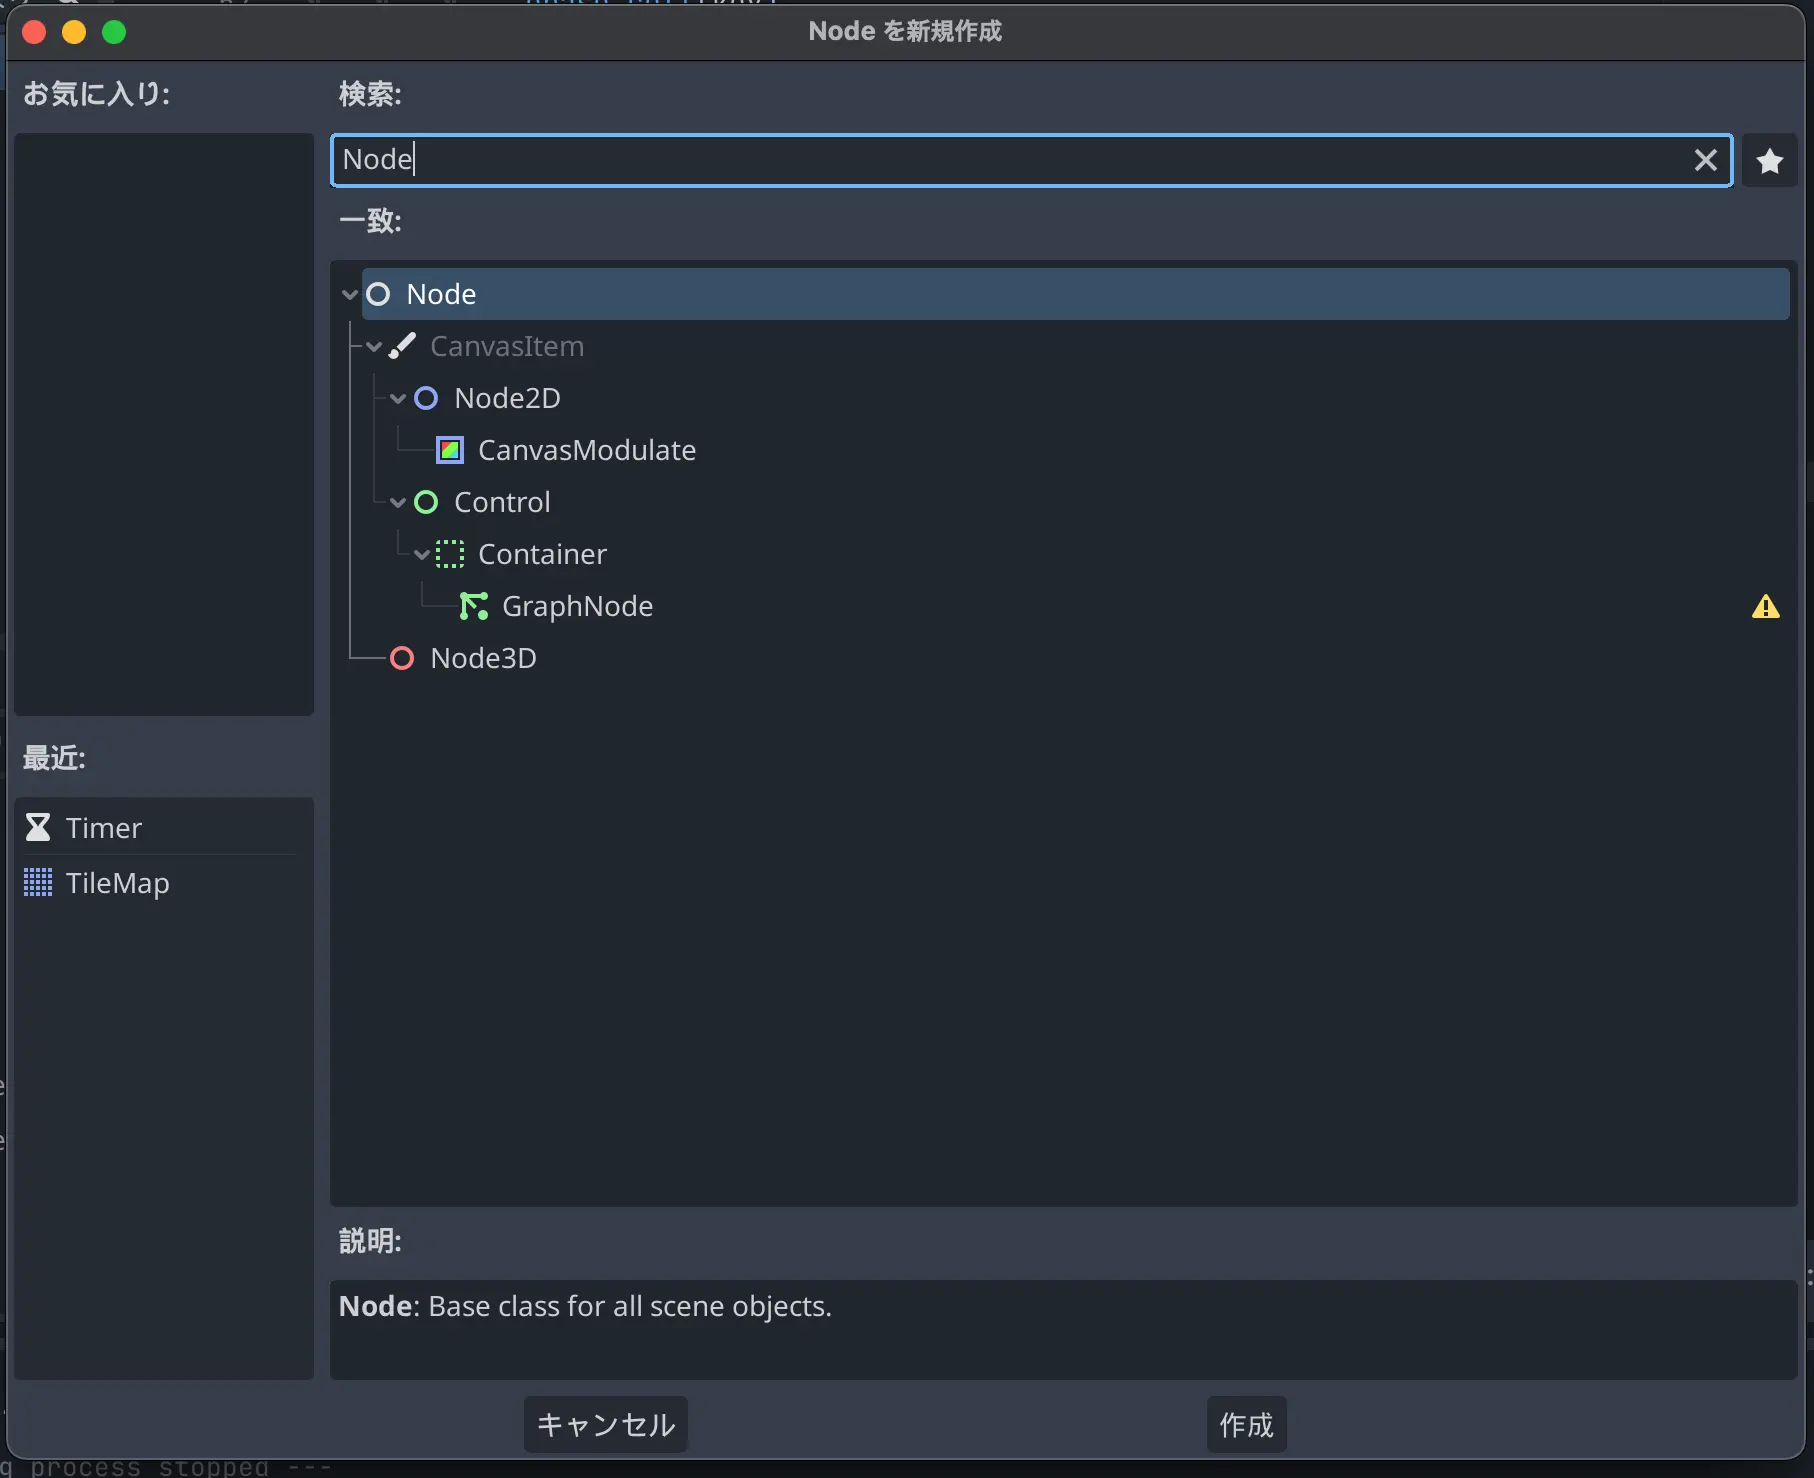 Node を新規作成
お気に入り:
検索:
Node
一致:
Node
CanvasItem
Node2D
CanvasModulate
Control
Container
GraphNode
Node3D
最近:
Timer
TileMap
説明:
Node: Base class for all scene objects.
キャンセル
作成
g process stopped ---